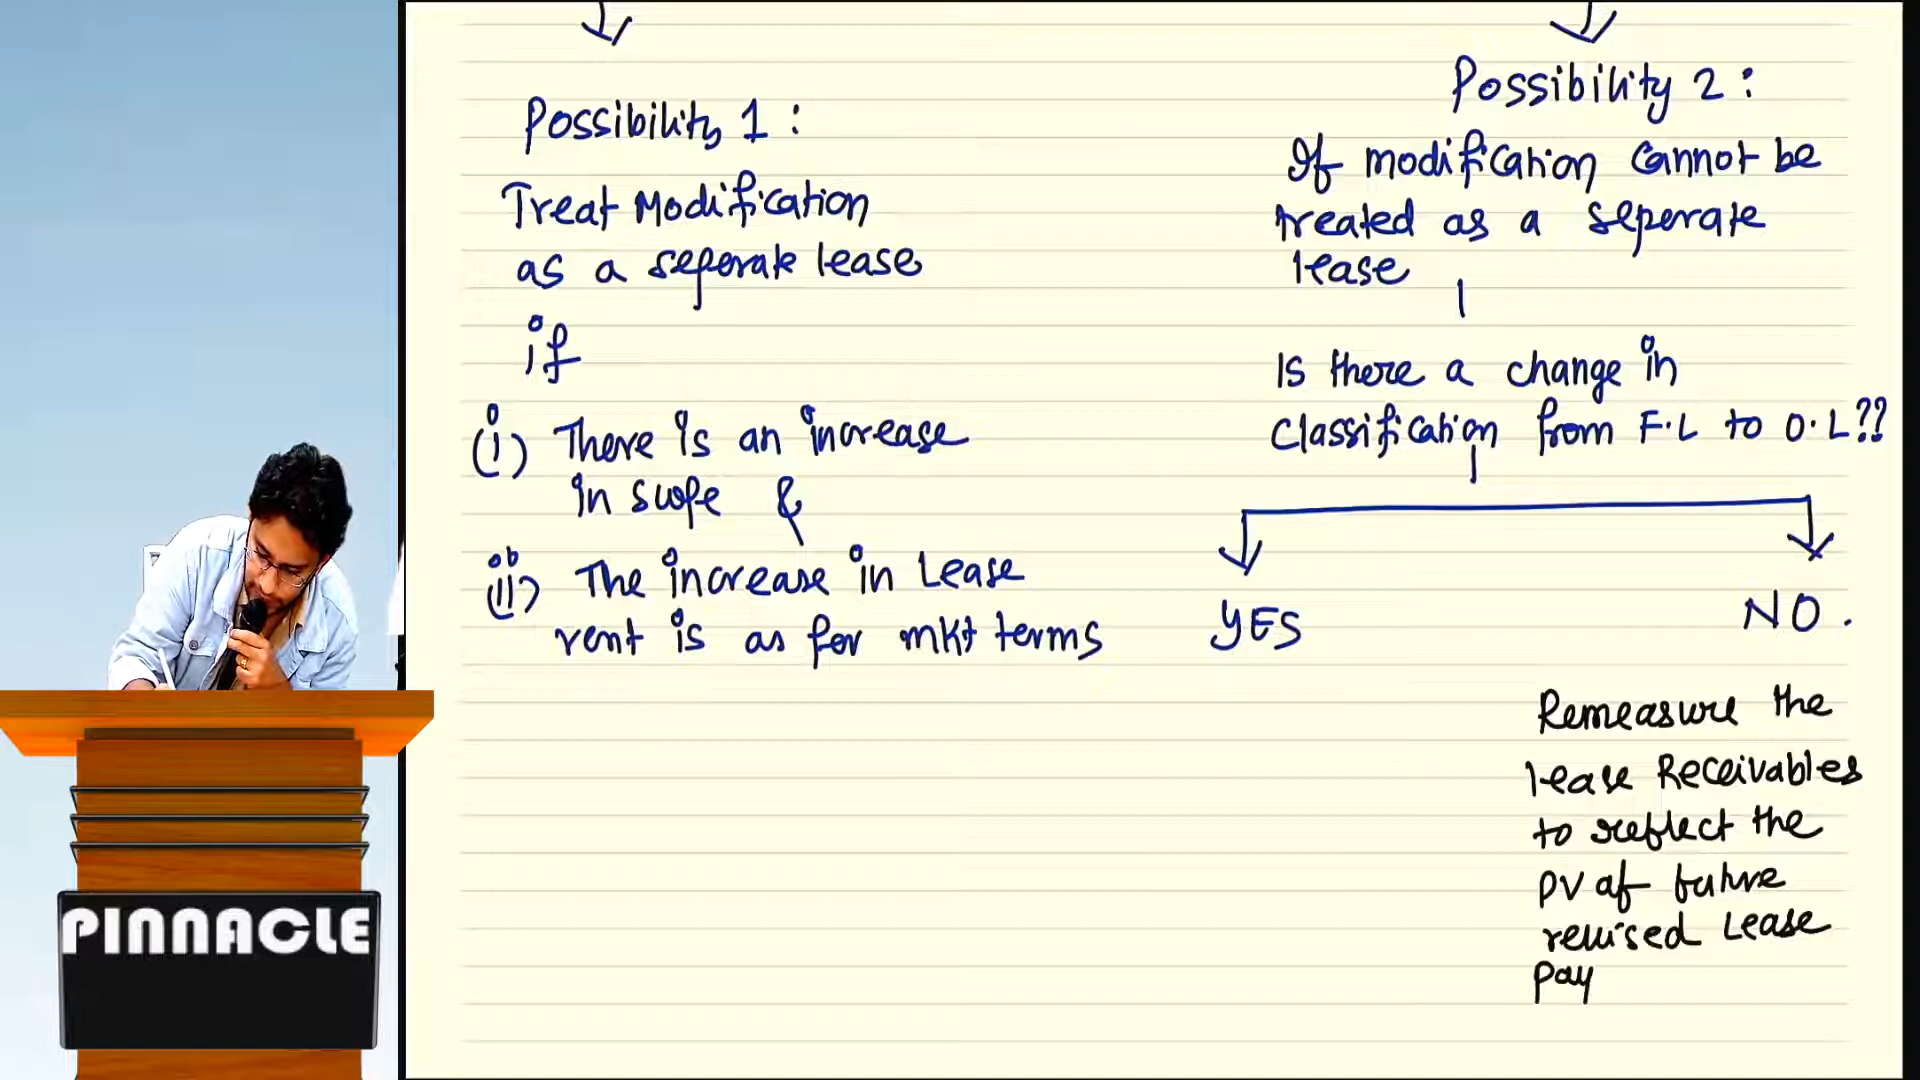 Possibility 1 :
Treat Modification
as a seperate lease
if
(i) There is an increase
in scope &
(ii) The increase in Lease
rent is as per mkt terms
Possibility 2 :
If modification cannot be
treated as a seperate
lease
Is there a change in
classification from F.L to O.L??
YES
NO.
Remeasure the
lease Receivables
to reflect the
PV of future
revised Lease
Pay
PINNACLE